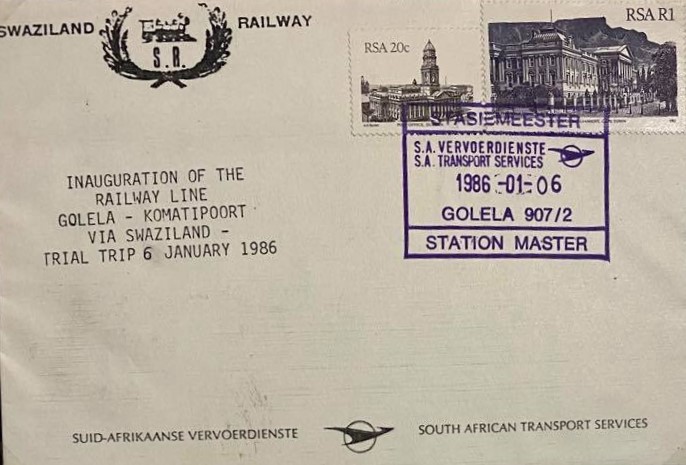 SWAZILAND RAILWAY
S. R.
RSA 20c
RSA R1
STASIEMEESTER
S.A. VERVOERDIENSTE
S.A. TRANSPORT SERVICES
1986 -01- 06
GOLELA 907/2
STATION MASTER
INAUGURATION OF THE
RAILWAY LINE
GOLELA - KOMATIPOORT
VIA SWAZILAND -
TRIAL TRIP 6 JANUARY 1986
SUID-AFRIKAANSE VERVOERDIENSTE
SOUTH AFRICAN TRANSPORT SERVICES